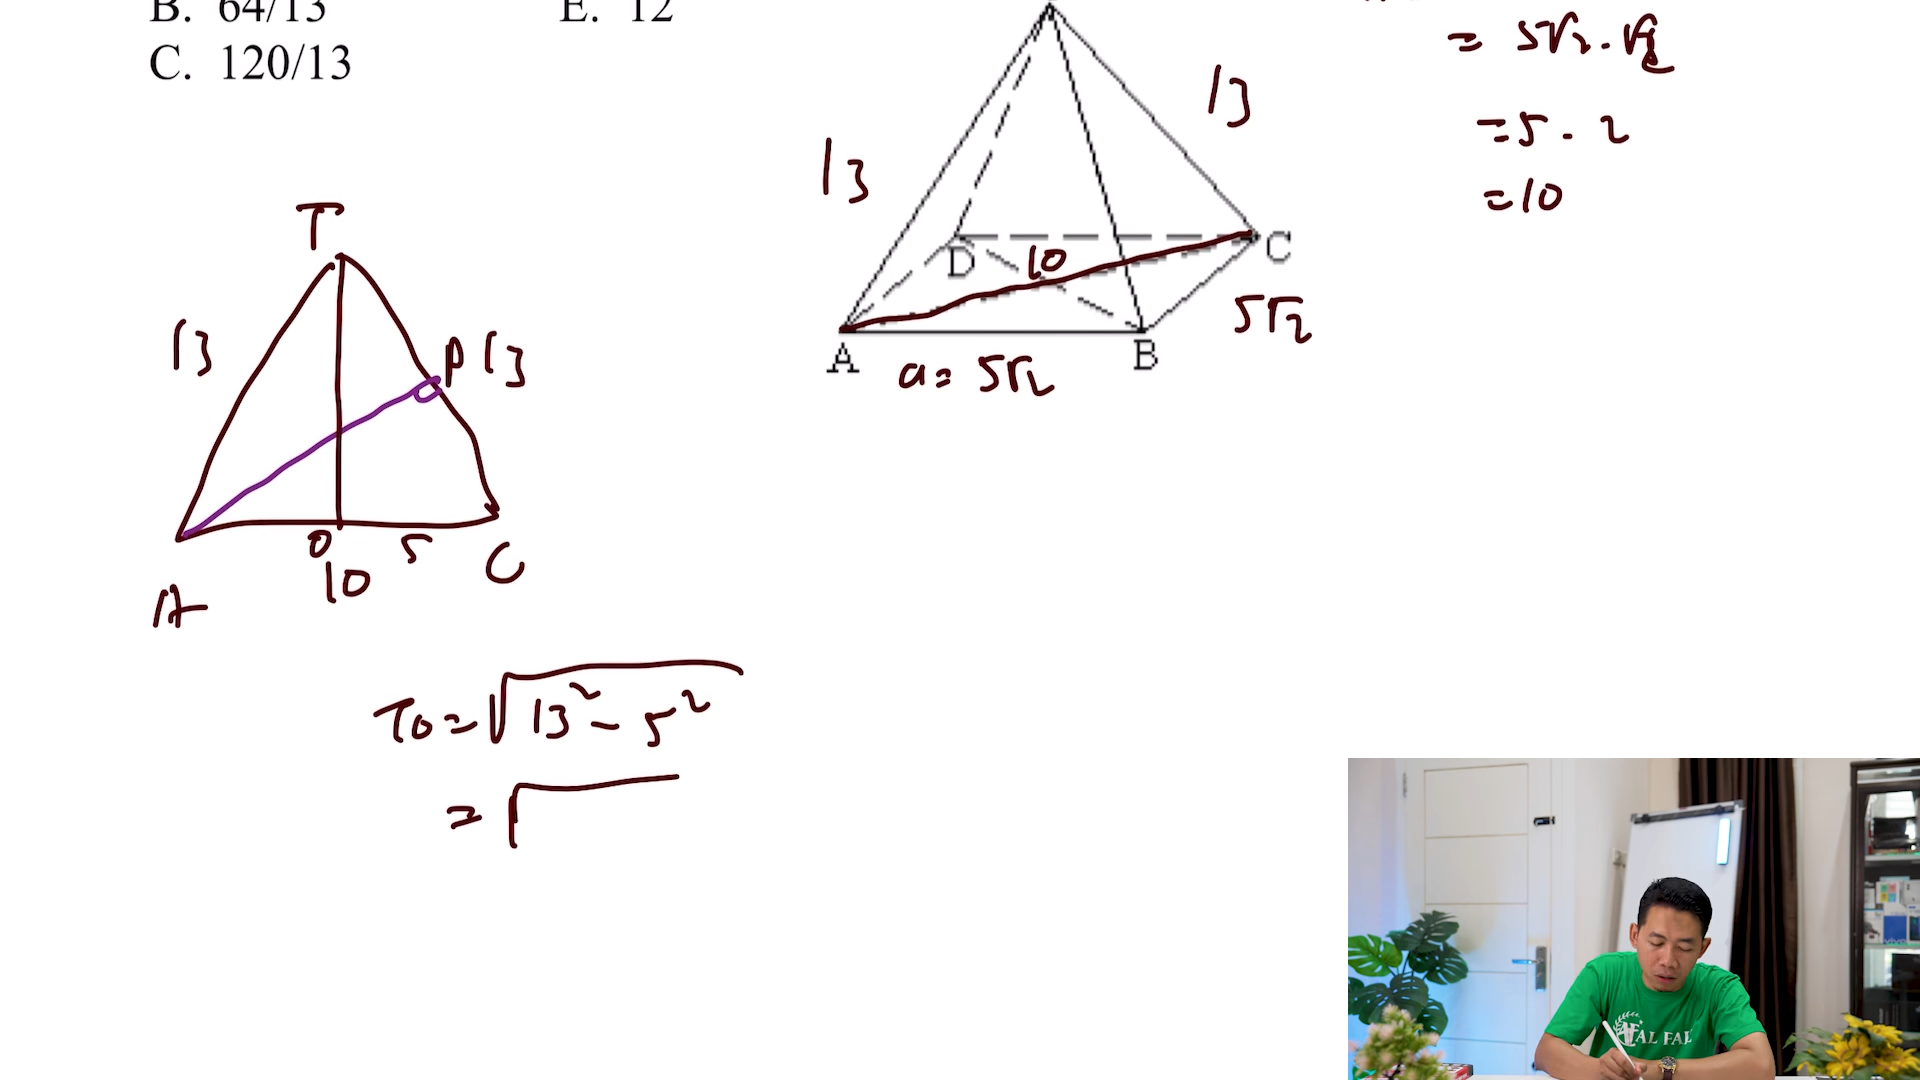 B. 64/13
E. 12
C. 120/13
= 5√2 . √2
= 5 . 2
= 10
13
13
D
10
C
5√2
A
B
a = 5√2
T
13
P 13
O
5
10
C
A
TO = √13² - 5²
= √
FAL FAL